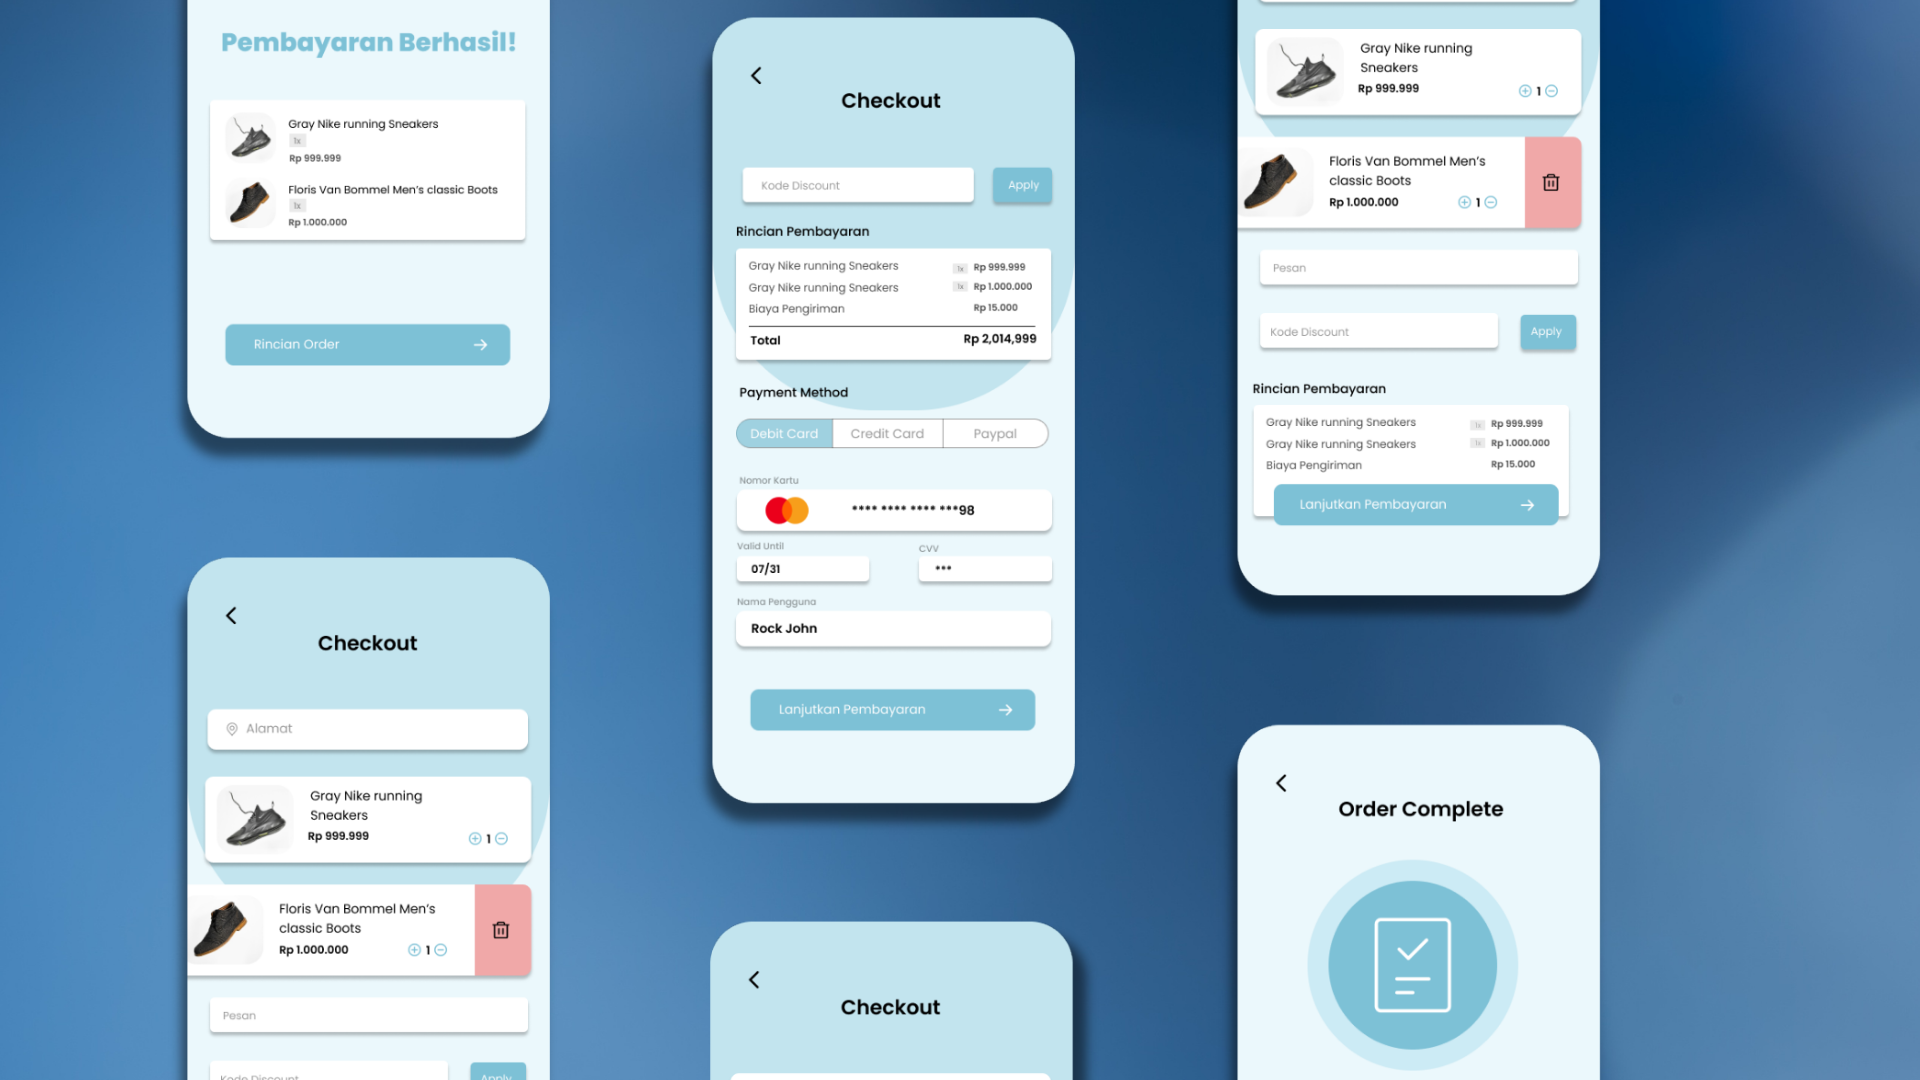 Pembayaran Berhasil!
Gray Nike running Sneakers
1x
Rp 999.999
Floris Van Bommel Men's classic Boots
1x
Rp 1.000.000
Rincian Order
Checkout
Alamat
Gray Nike running
Sneakers
Rp 999.999
1
Floris Van Bommel Men's
classic Boots
Rp 1.000.000
1
Pesan
Kode Discount
Apply
Checkout
Kode Discount
Apply
Rincian Pembayaran
Gray Nike running Sneakers 1x Rp 999.999
Gray Nike running Sneakers 1x Rp 1.000.000
Biaya Pengiriman Rp 15.000
Total Rp 2,014,999
Payment Method
Debit Card Credit Card Paypal
Nomor Kartu
**** **** **** ***98
Valid Until CVV
07/31 ***
Nama Pengguna
Rock John
Lanjutkan Pembayaran
Checkout
Gray Nike running
Sneakers
Rp 999.999
1
Floris Van Bommel Men's
classic Boots
Rp 1.000.000
1
Pesan
Kode Discount
Apply
Rincian Pembayaran
Gray Nike running Sneakers 1x Rp 999.999
Gray Nike running Sneakers 1x Rp 1.000.000
Biaya Pengiriman Rp 15.000
Lanjutkan Pembayaran
Order Complete